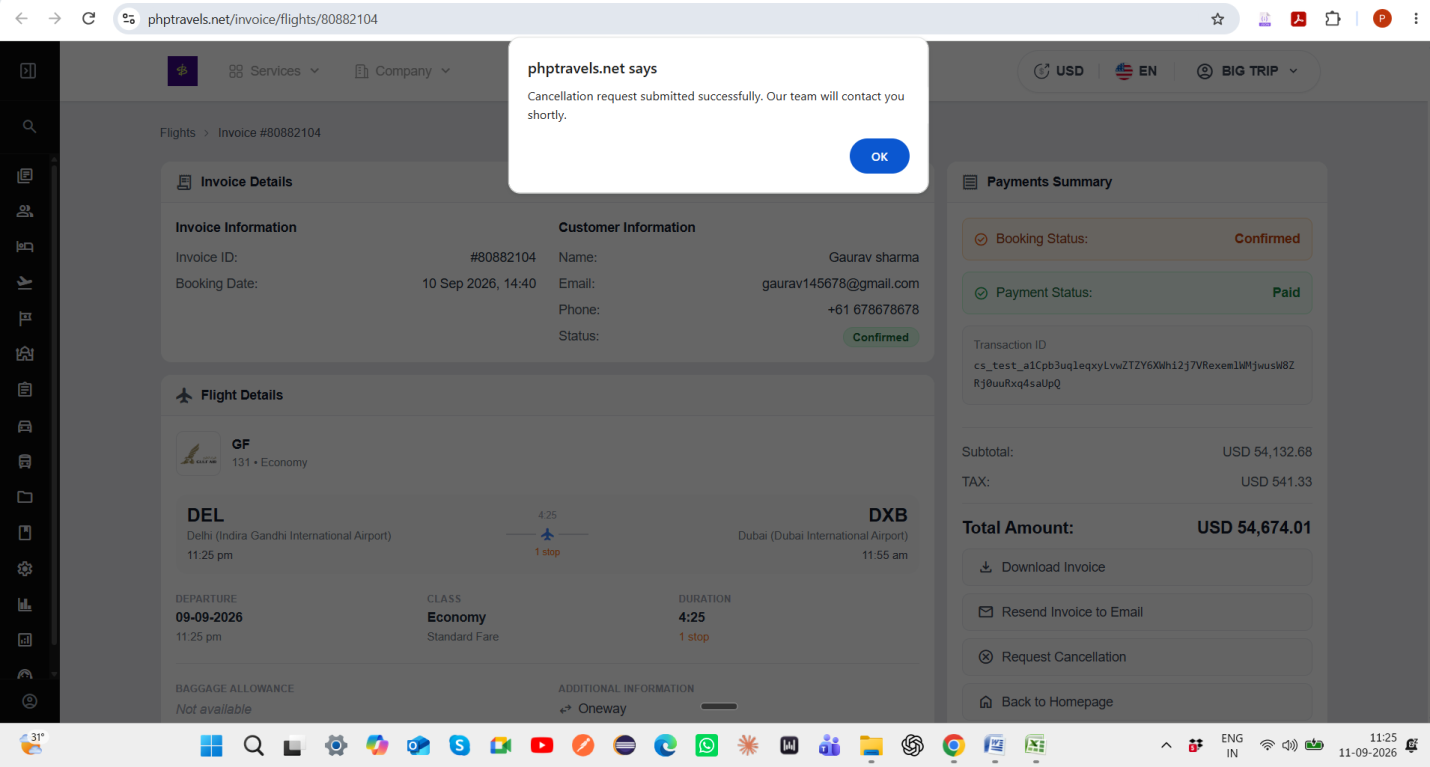 phptravels.net/invoice/flights/80882104
P
phptravels.net says
Cancellation request submitted successfully. Our team will contact you
shortly.
OK
Services
Company
USD
EN
BIG TRIP
Flights > Invoice #80882104
Invoice Details
Invoice Information
Invoice ID: #80882104
Booking Date: 10 Sep 2026, 14:40
Customer Information
Name: Gaurav sharma
Email: gaurav145678@gmail.com
Phone: +61 678678678
Status: Confirmed
Flight Details
GF
131 • Economy
DEL
Delhi (Indira Gandhi International Airport)
11:25 pm
4:25
1 stop
DXB
Dubai (Dubai International Airport)
11:55 am
DEPARTURE
09-09-2026
11:25 pm
CLASS
Economy
Standard Fare
DURATION
4:25
1 stop
BAGGAGE ALLOWANCE
Not available
ADDITIONAL INFORMATION
Oneway
Payments Summary
Booking Status: Confirmed
Payment Status: Paid
Transaction ID
cs_test_a1Cpb3uqleqxyLvwZTZY6XWhi2j7VRexemlWMjwusW8Z
Rj0uuRxq4saUpQ
Subtotal: USD 54,132.68
TAX: USD 541.33
Total Amount: USD 54,674.01
Download Invoice
Resend Invoice to Email
Request Cancellation
Back to Homepage
31°
ENG
IN
11:25
11-09-2026